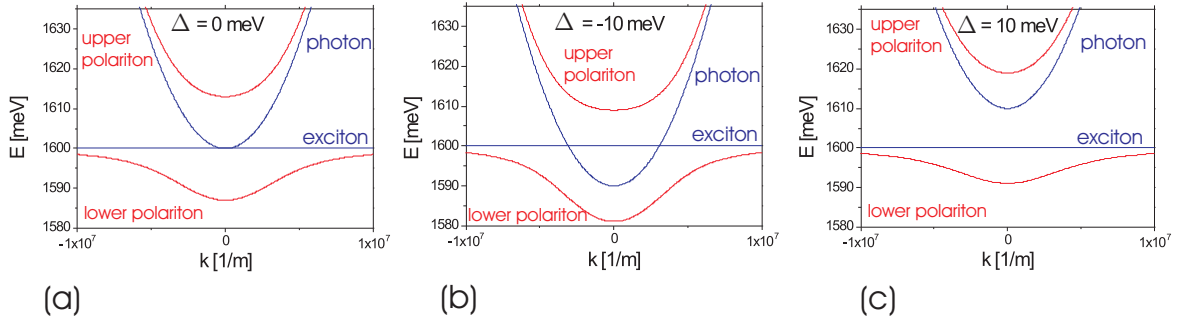 Δ = 0 meV
upper
polariton
photon
exciton
lower polariton
E [meV]
1630
1620
1610
1600
1590
1580
-1x10⁷
0
1x10⁷
k [1/m]
(a)
Δ = -10 meV
upper
polariton
photon
exciton
lower polariton
E [meV]
1630
1620
1610
1600
1590
1580
-1x10⁷
0
1x10⁷
k [1/m]
(b)
Δ = 10 meV
upper
polariton
photon
exciton
lower polariton
E [meV]
1630
1620
1610
1600
1590
1580
-1x10⁷
0
1x10⁷
k [1/m]
(c)